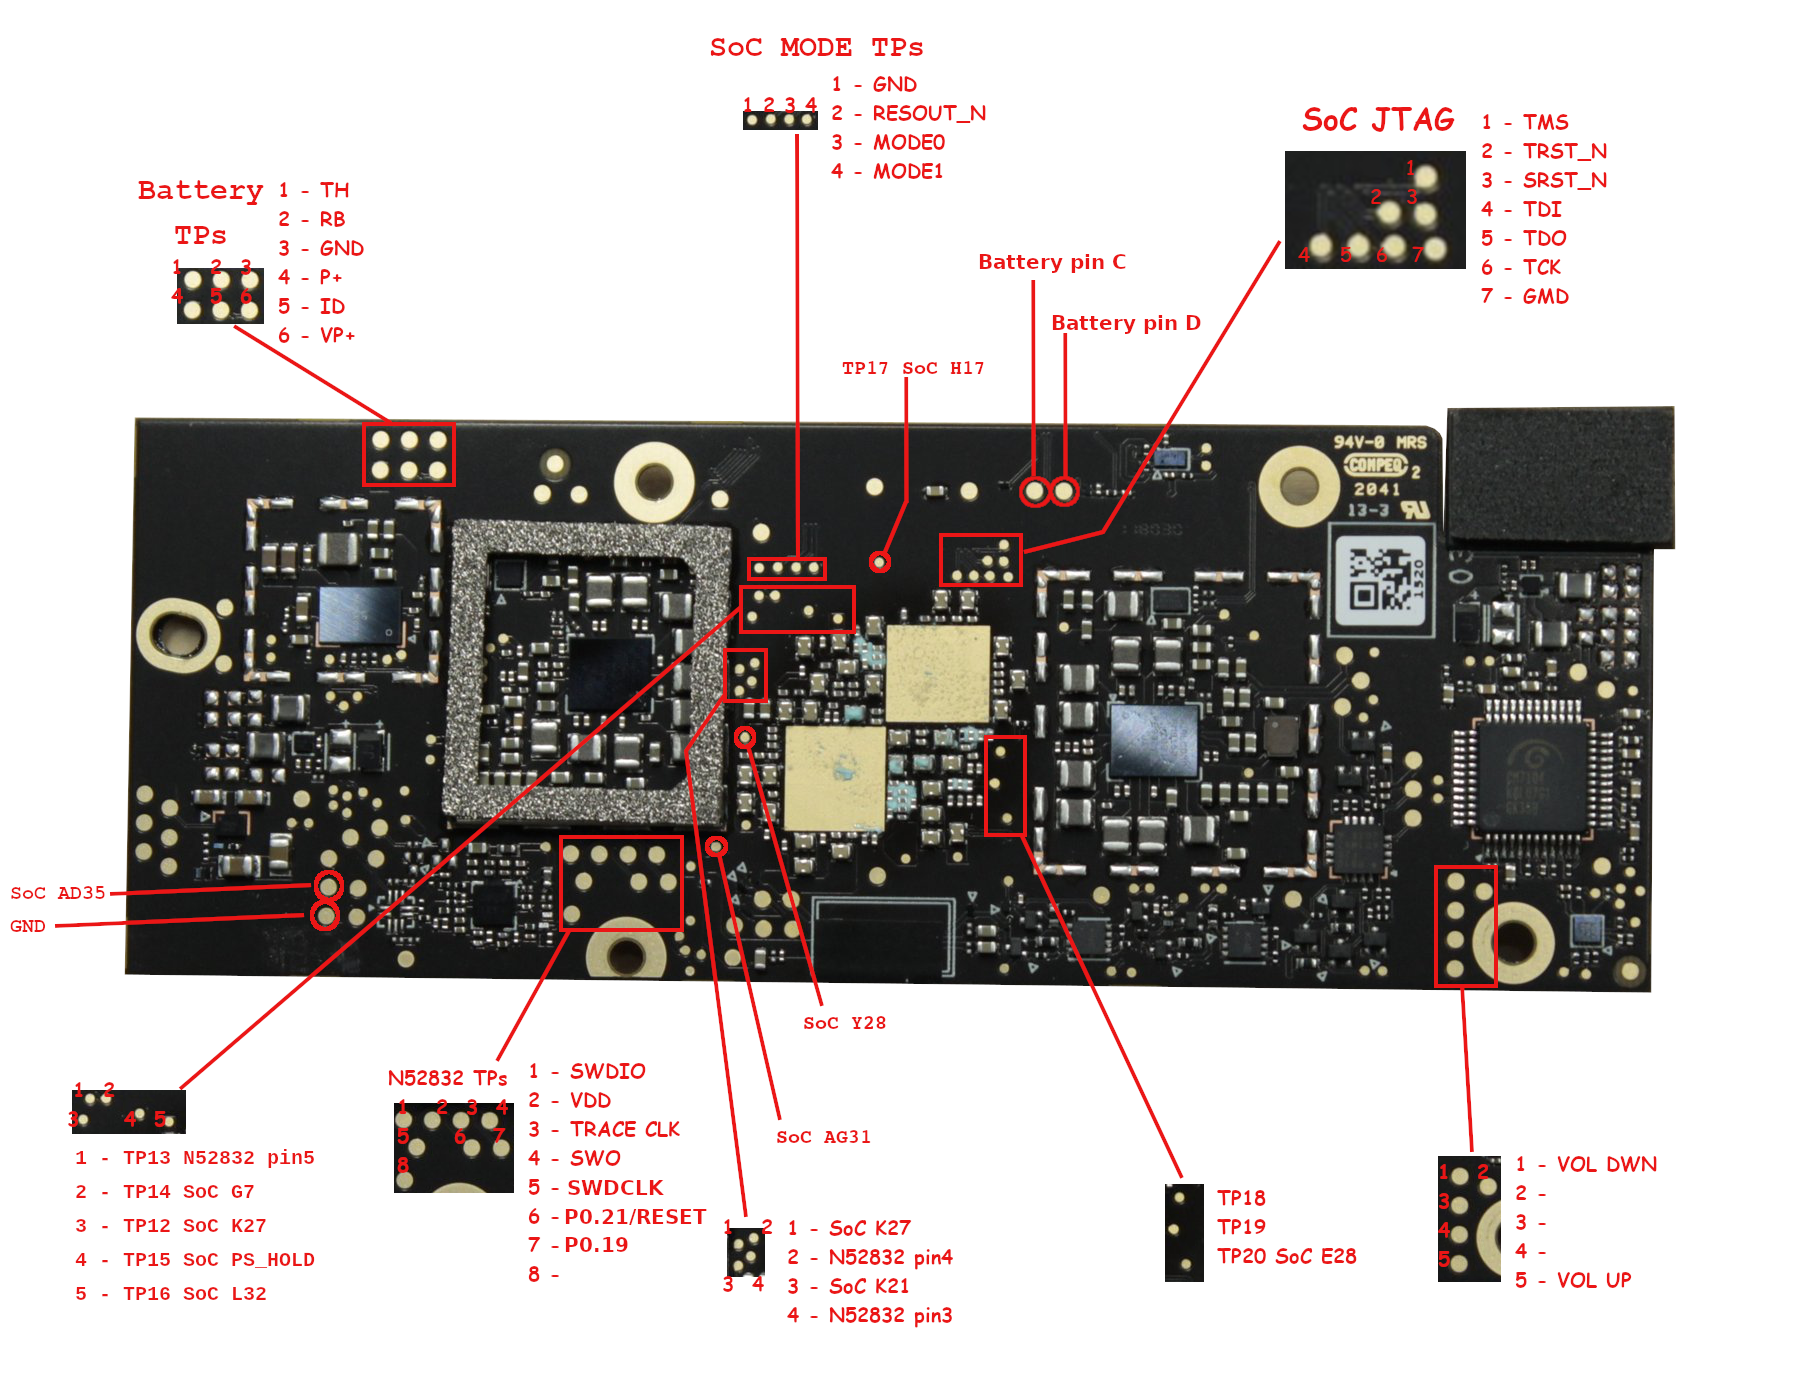 SoC MODE TPs
1 2 3 4
1 - GND
2 - RESOUT_N
3 - MODE0
4 - MODE1
SoC JTAG
1
2 3
4 5 6 7
1 - TMS
2 - TRST_N
3 - SRST_N
4 - TDI
5 - TDO
6 - TCK
7 - GMD
Battery
TPs
1 2 3
4 5 6
1 - TH
2 - RB
3 - GND
4 - P+
5 - ID
6 - VP+
Battery pin C
Battery pin D
TP17 SoC H17
94V-0 MRS
COMPEQ 2
2041
13-3
1520
SoC AD35
GND
SoC Y28
SoC AG31
1 2
3 4 5
1 - TP13 N52832 pin5
2 - TP14 SoC G7
3 - TP12 SoC K27
4 - TP15 SoC PS_HOLD
5 - TP16 SoC L32
N52832 TPs
1 2 3 4
5 6 7
8
1 - SWDIO
2 - VDD
3 - TRACE CLK
4 - SWO
5 - SWDCLK
6 - P0.21/RESET
7 - P0.19
8 -
1 2
3 4
1 - SoC K27
2 - N52832 pin4
3 - SoC K21
4 - N52832 pin3
TP18
TP19
TP20 SoC E28
1 2
3
4
5
1 - VOL DWN
2 -
3 -
4 -
5 - VOL UP